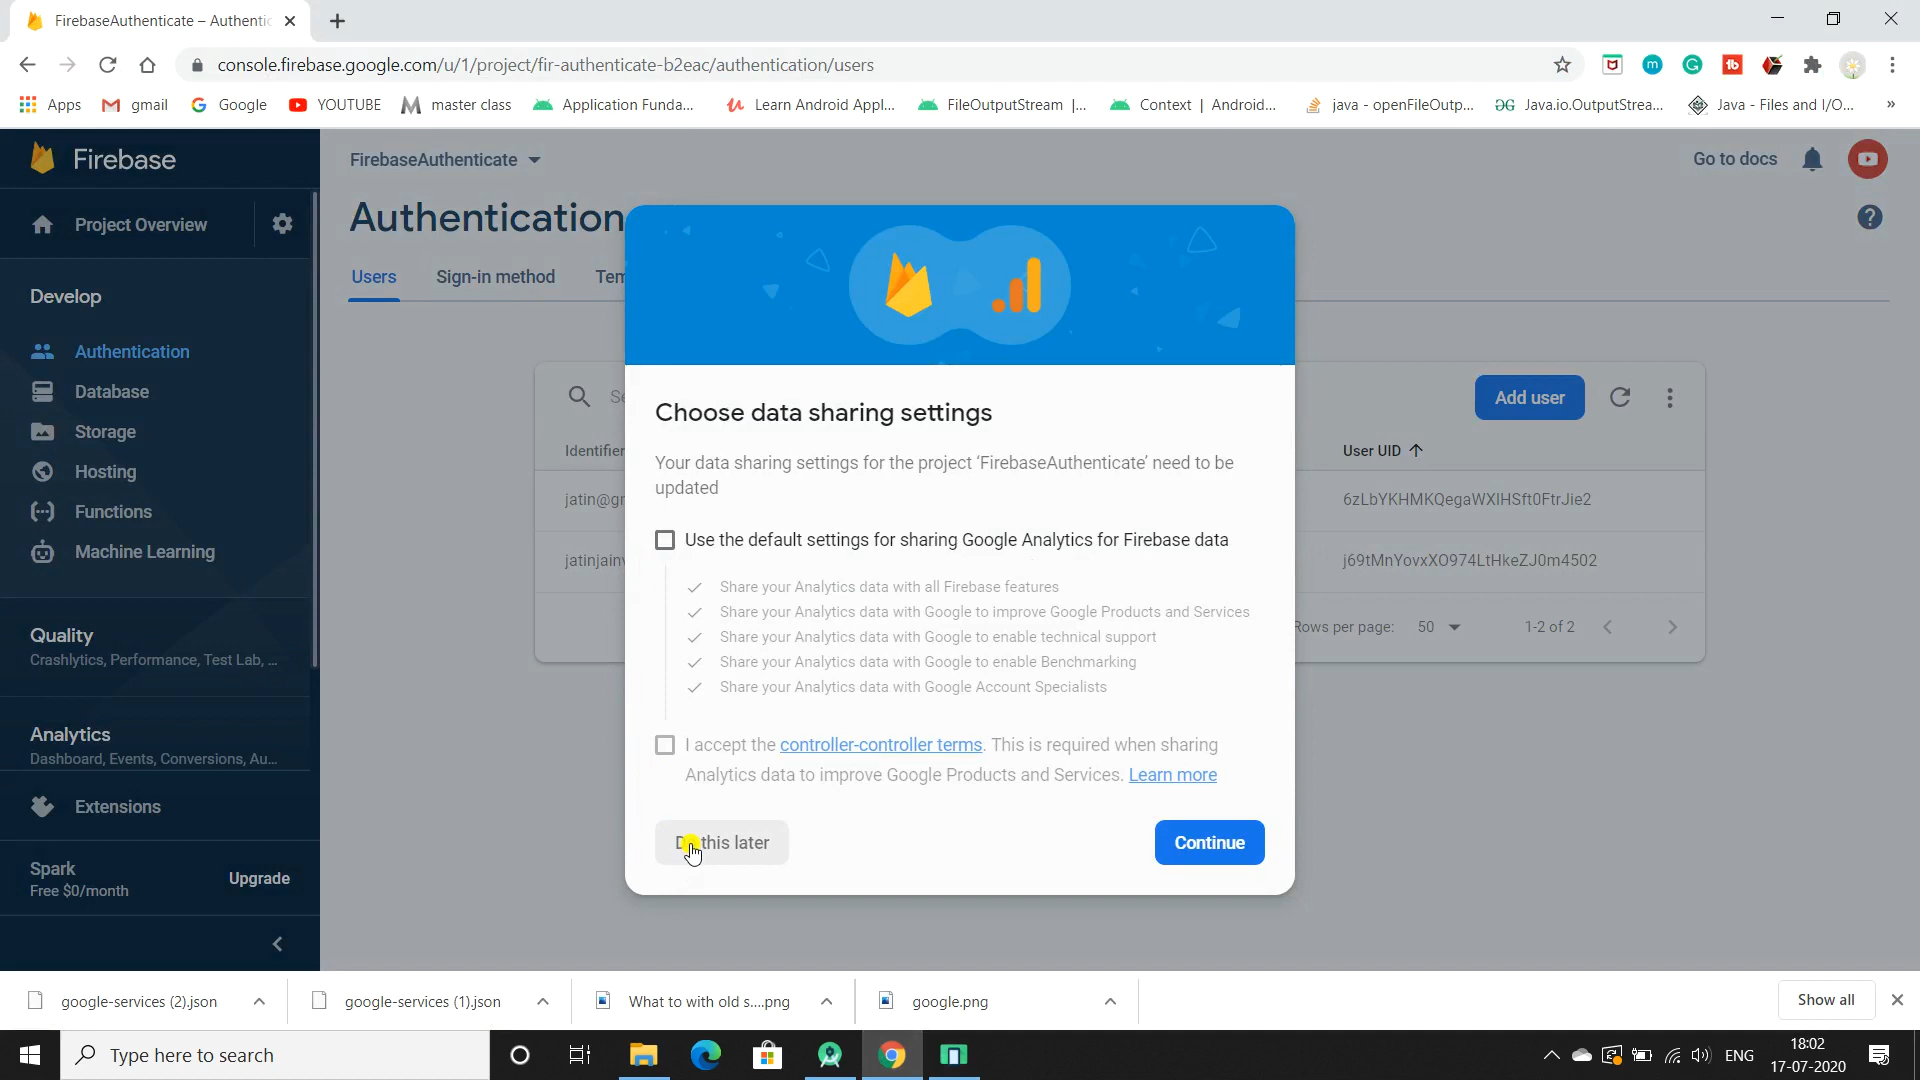 FirebaseAuthenticate – Authentic
console.firebase.google.com/u/1/project/fir-authenticate-b2eac/authentication/users
Apps
gmail
Google
YOUTUBE
master class
Application Funda...
Learn Android Appl...
FileOutputStream |...
Context | Android...
java - openFileOutp...
Java.io.OutputStrea...
Java - Files and I/O...
»
Firebase
FirebaseAuthenticate
Go to docs
Project Overview
Authentication
Develop
Users
Sign-in method
Authentication
Database
Storage
Hosting
Functions
Machine Learning
Quality
Crashlytics, Performance, Test Lab, ...
Analytics
Dashboard, Events, Conversions, Au...
Extensions
Spark
Free $0/month
Upgrade
Add user
Identifier
User UID
jatin@gr
6zLbYKHMKQegaWXIHSft0FtrJie2
jatinjainv
j69tMnYovxXO974LtHkeZJ0m4502
Rows per page:
50
1-2 of 2
Choose data sharing settings
Your data sharing settings for the project ‘FirebaseAuthenticate’ need to be
updated
Use the default settings for sharing Google Analytics for Firebase data
Share your Analytics data with all Firebase features
Share your Analytics data with Google to improve Google Products and Services
Share your Analytics data with Google to enable technical support
Share your Analytics data with Google to enable Benchmarking
Share your Analytics data with Google Account Specialists
I accept the controller-controller terms. This is required when sharing
Analytics data to improve Google Products and Services. Learn more
this later
Continue
google-services (2).json
google-services (1).json
What to with old s....png
google.png
Show all
Type here to search
ENG
18:02
17-07-2020